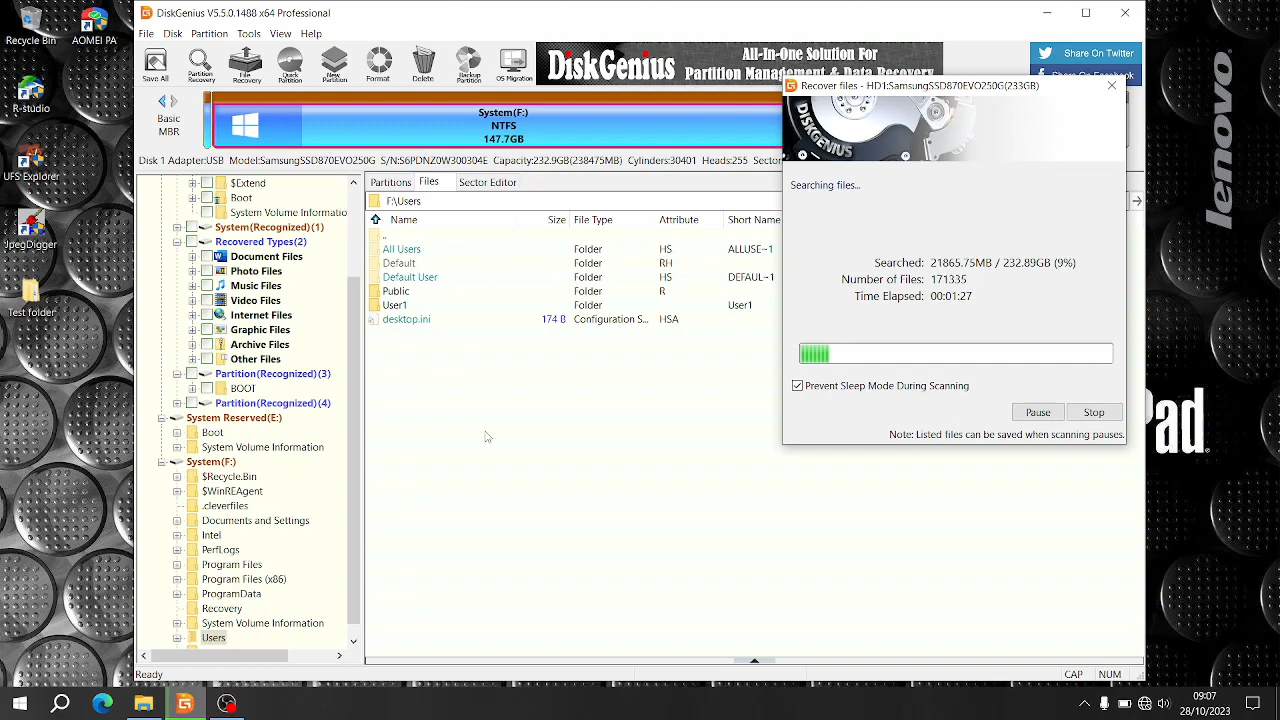 Recycle Bin
AOMEI PA
R-studio
UFS Explorer
JpegDigger
Test folder
DiskGenius V5.5.0.1488 x64 Professional
File Disk Partition Tools View Help
Save All
Partition Recovery
File Recovery
Quick Partition
New Partition
Format
Delete
Backup Partition
OS Migration
DiskGenius
All-In-One Solution For
Partition Management & Data Recovery
Share On Twitter
Share On Facebook
Basic
MBR
System(F:)
NTFS
147.7GB
Disk 1 Adapter:USB Model:SamsungSSD870EVO250G S/N:S6PDNZ0W300304E Capacity:232.9GB(238475MB) Cylinders:30401 Heads:255 Sector
$Extend
Boot
System Volume Informatio
System(Recognized)(1)
Recovered Types(2)
Document Files
Photo Files
Music Files
Video Files
Internet Files
Graphic Files
Archive Files
Other Files
Partition(Recognized)(3)
BOOT
Partition(Recognized)(4)
System Reserved(E:)
Boot
System Volume Information
System(F:)
$Recycle.Bin
$WinREAgent
.cleverfiles
Documents and Settings
Intel
PerfLogs
Program Files
Program Files (x86)
ProgramData
Recovery
System Volume Information
Users
Partitions Files Sector Editor
F:\Users
Name Size File Type Attribute Short Name
..
All Users Folder HS ALLUSE~1
Default Folder RH
Default User Folder HS DEFAUL~1
Public Folder R
User1 Folder User1
desktop.ini 174 B Configuration S... HSA
Recover files - HD1:SamsungSSD870EVO250G(233GB)
DISKGENIUS
Searching files...
Searched: 21865.75MB / 232.89GB (9%)
Number of Files: 171335
Time Elapsed: 00:01:27
Prevent Sleep Mode During Scanning
Pause Stop
Note: Listed files can be saved when scanning pauses.
Ready
CAP NUM
lenovo
Pad.
09:07
28/10/2023